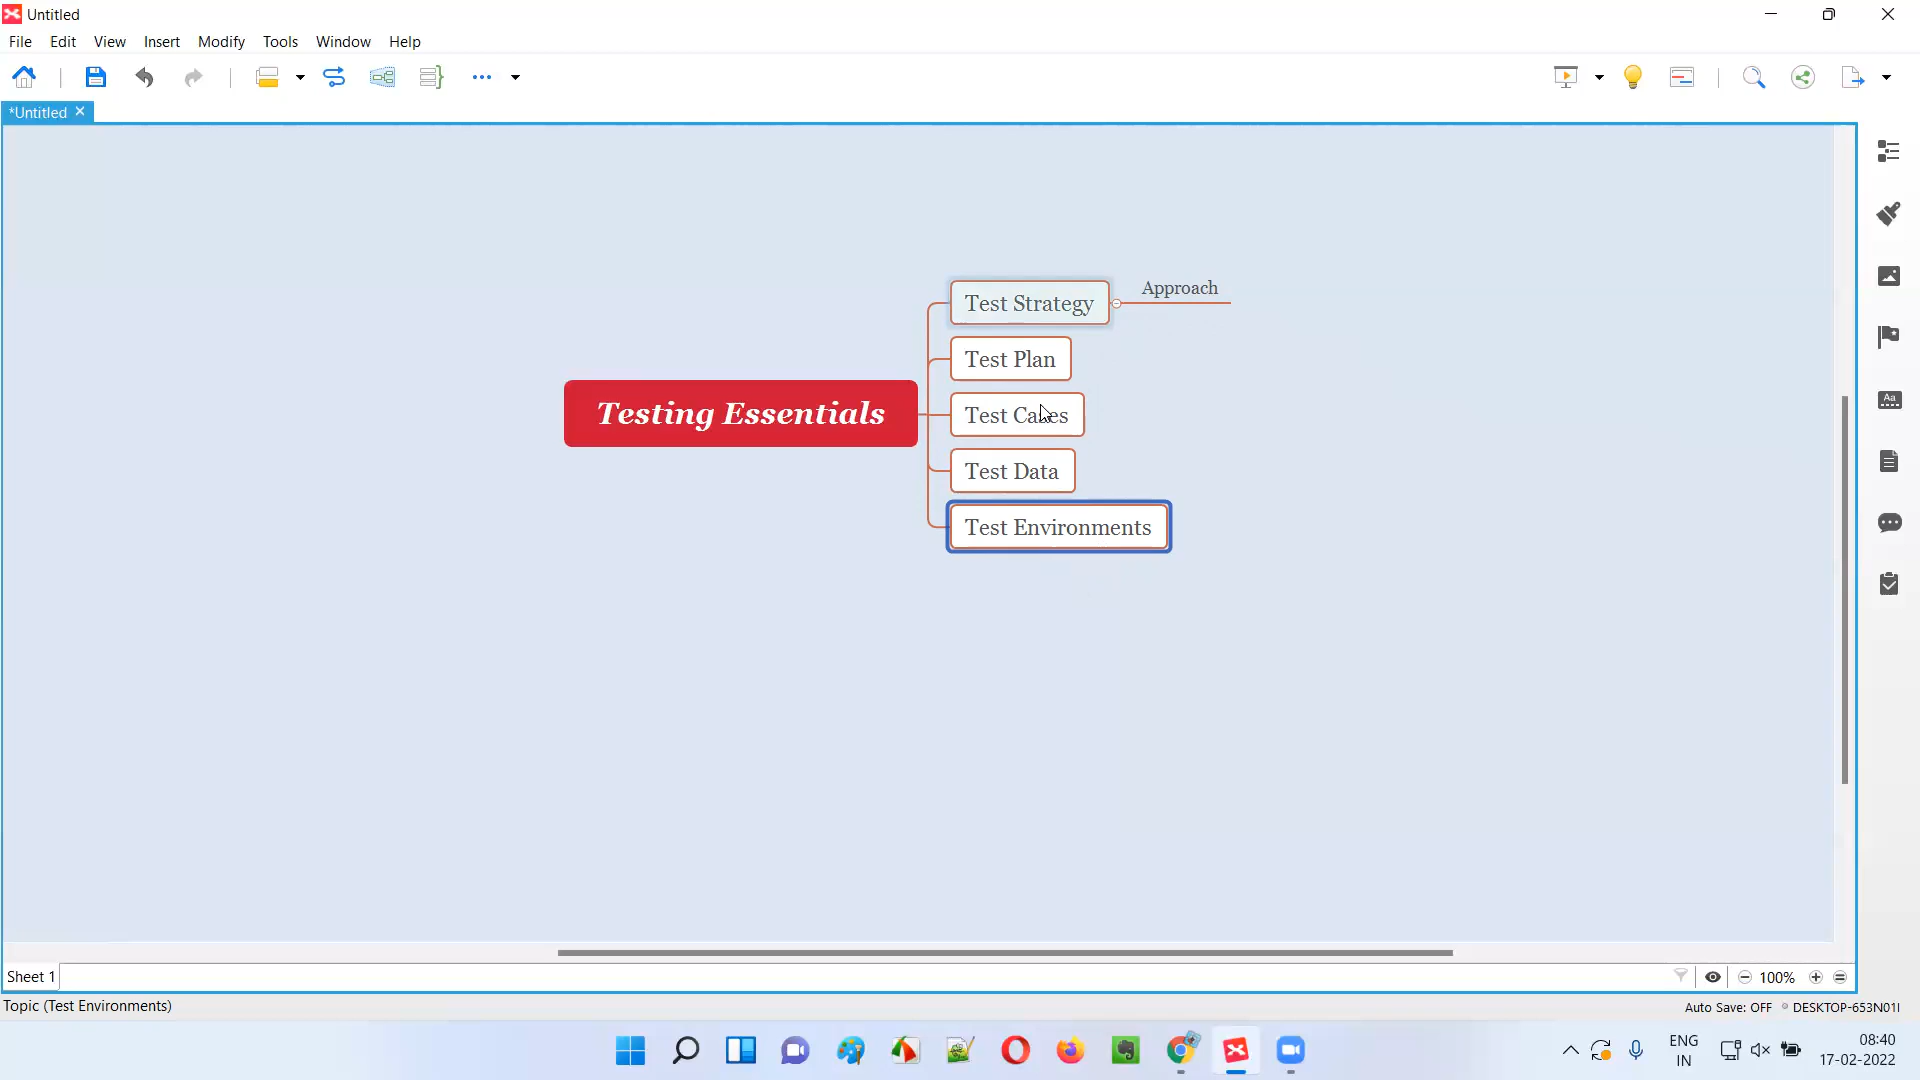 Untitled
File Edit View Insert Modify Tools Window Help
*Untitled
Approach
Test Strategy
Test Plan
Testing Essentials
Test Cases
Test Data
Test Environments
Aa
Sheet 1
100%
Topic (Test Environments)
Auto Save: OFF DESKTOP-653N01I
ENG
IN
08:40
17-02-2022